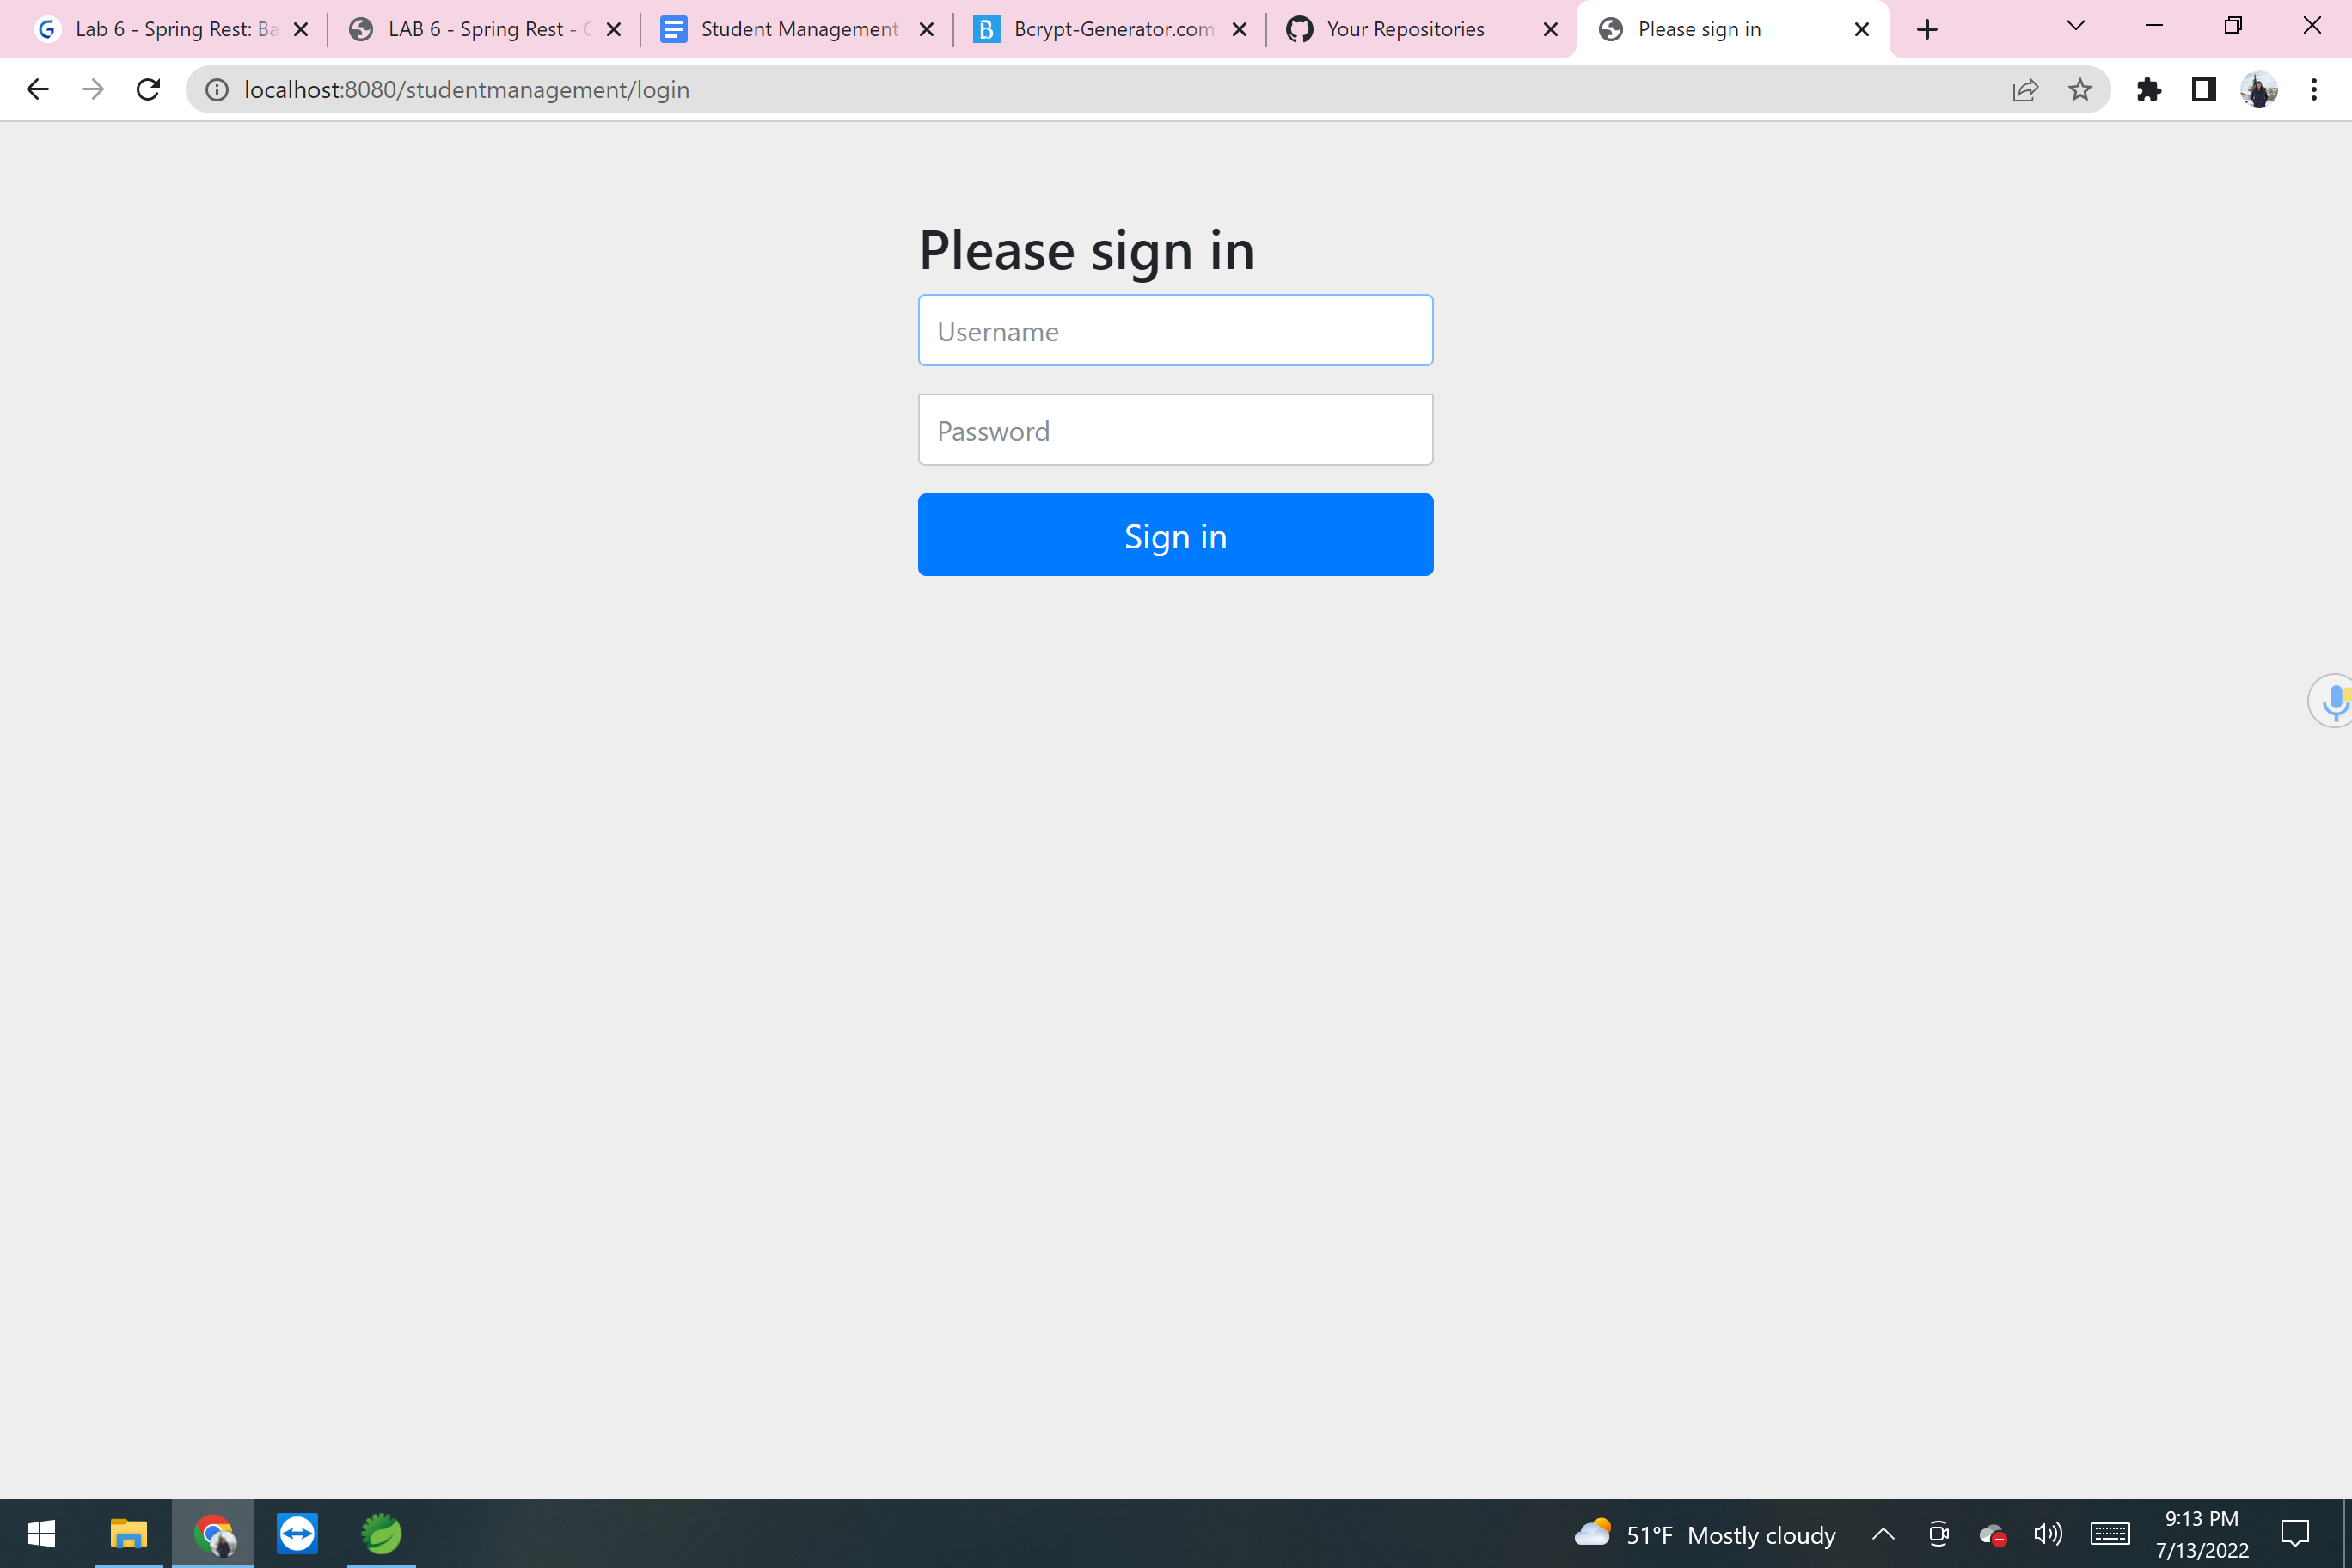 Lab 6 - Spring Rest: Ba
LAB 6 - Spring Rest -
Student Management
Bcrypt-Generator.com
Your Repositories
Please sign in
localhost:8080/studentmanagement/login
Please sign in
Username
Password
Sign in
51°F Mostly cloudy
9:13 PM
7/13/2022